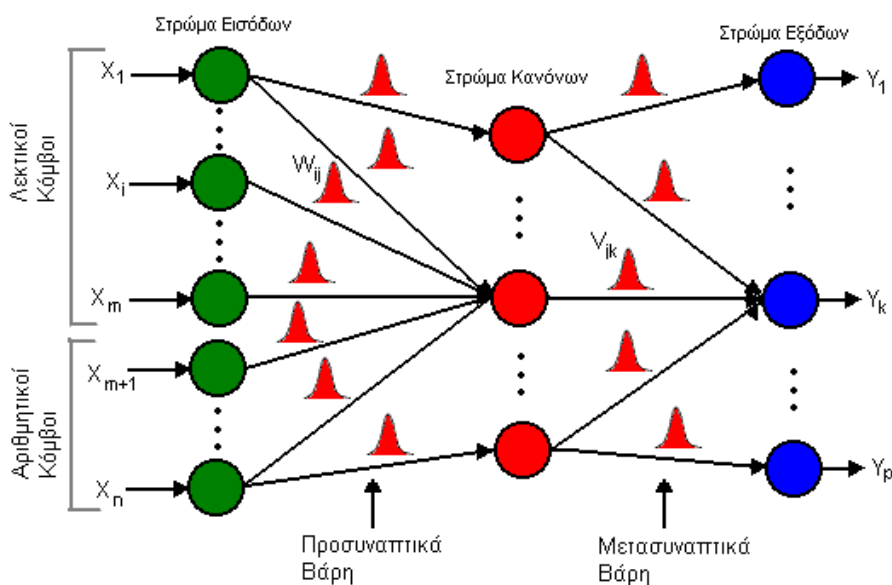 Στρώμα Εισόδων
Στρώμα Κανόνων
Στρώμα Εξόδων
Λεκτικοί
Κόμβοι
Αριθμητικοί
Κόμβοι
X1
Xi
Xm
Xm+1
Xn
Wij
Vjk
Y1
Yk
Yp
Προσυναπτικά
Βάρη
Μετασυναπτικά
Βάρη